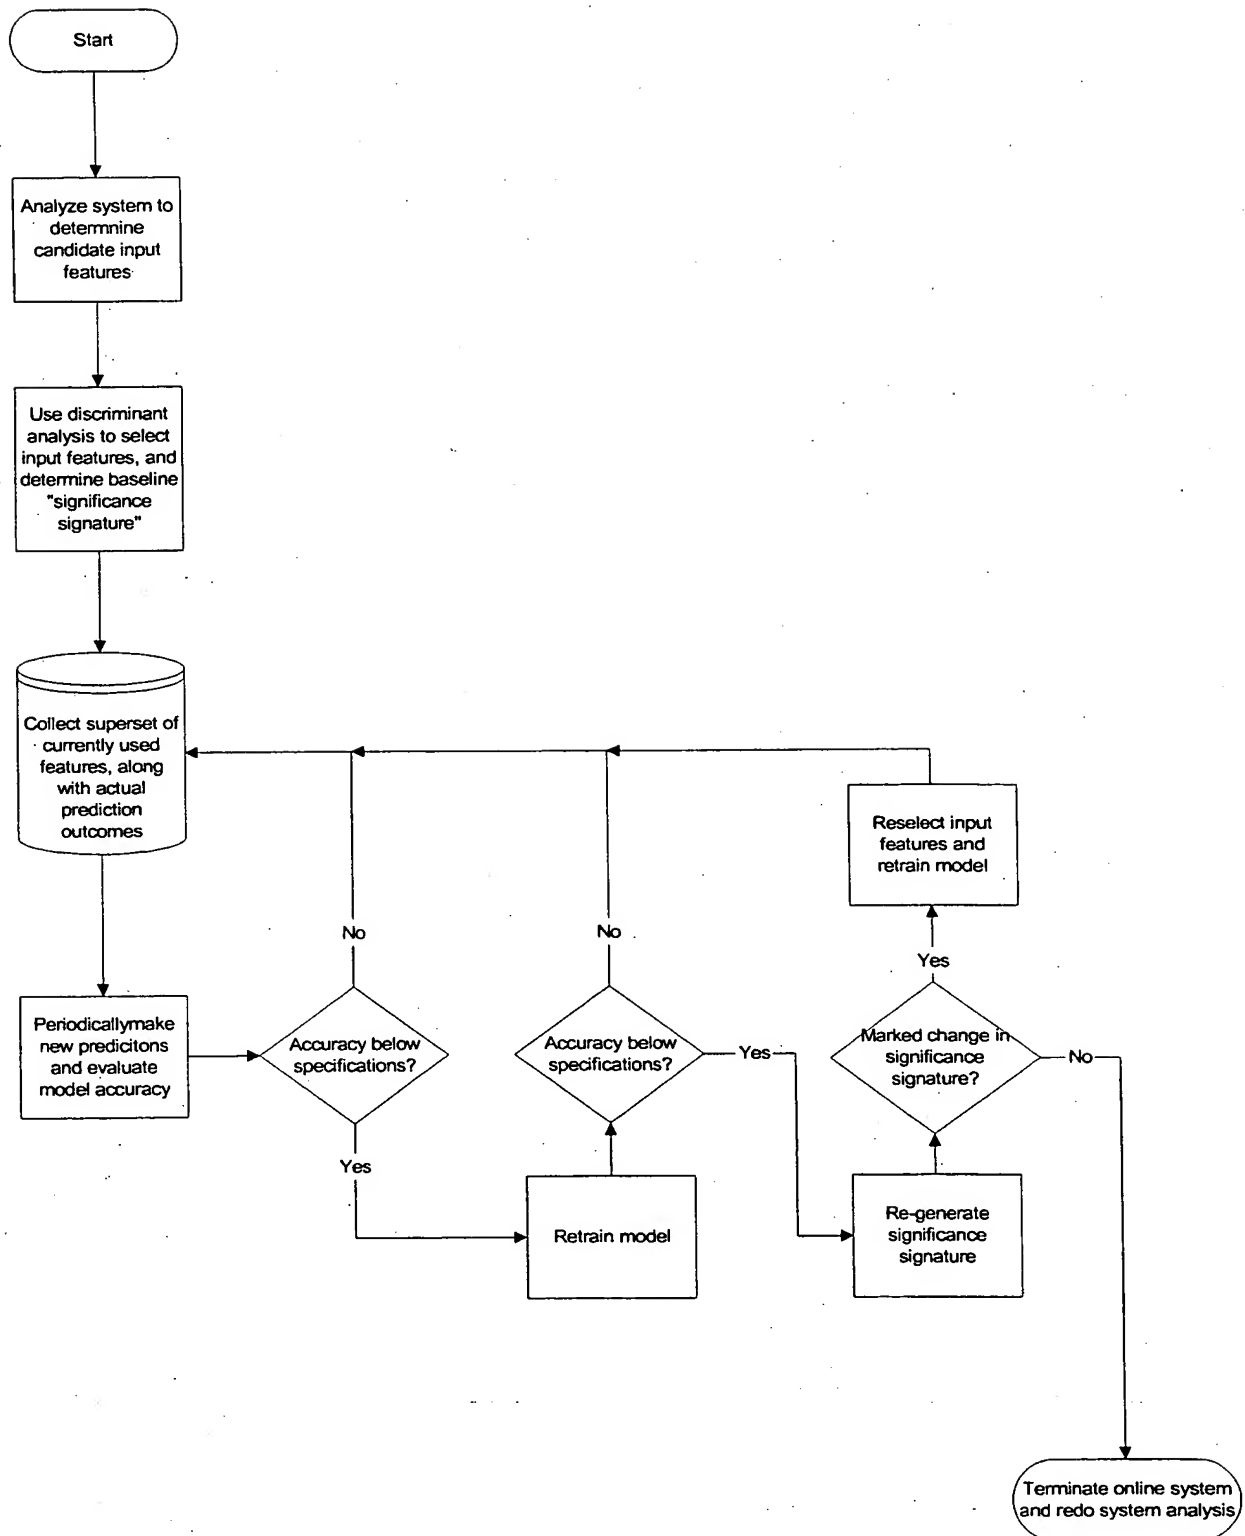 Start
Analyze system to
determnine
candidate input
features
Use discriminant
analysis to select
input features, and
determine baseline
"significance
signature"
Collect superset of
currently used
features, along
with actual
prediction
outcomes
Periodicallymake
new predicitons
and evaluate
model accuracy
No
Accuracy below
specifications?
Yes
Retrain model
No
Accuracy below
specifications?
Yes
Re-generate
significance
signature
Marked change in
significance
signature?
Yes
Reselect input
features and
retrain model
No
Terminate online system
and redo system analysis